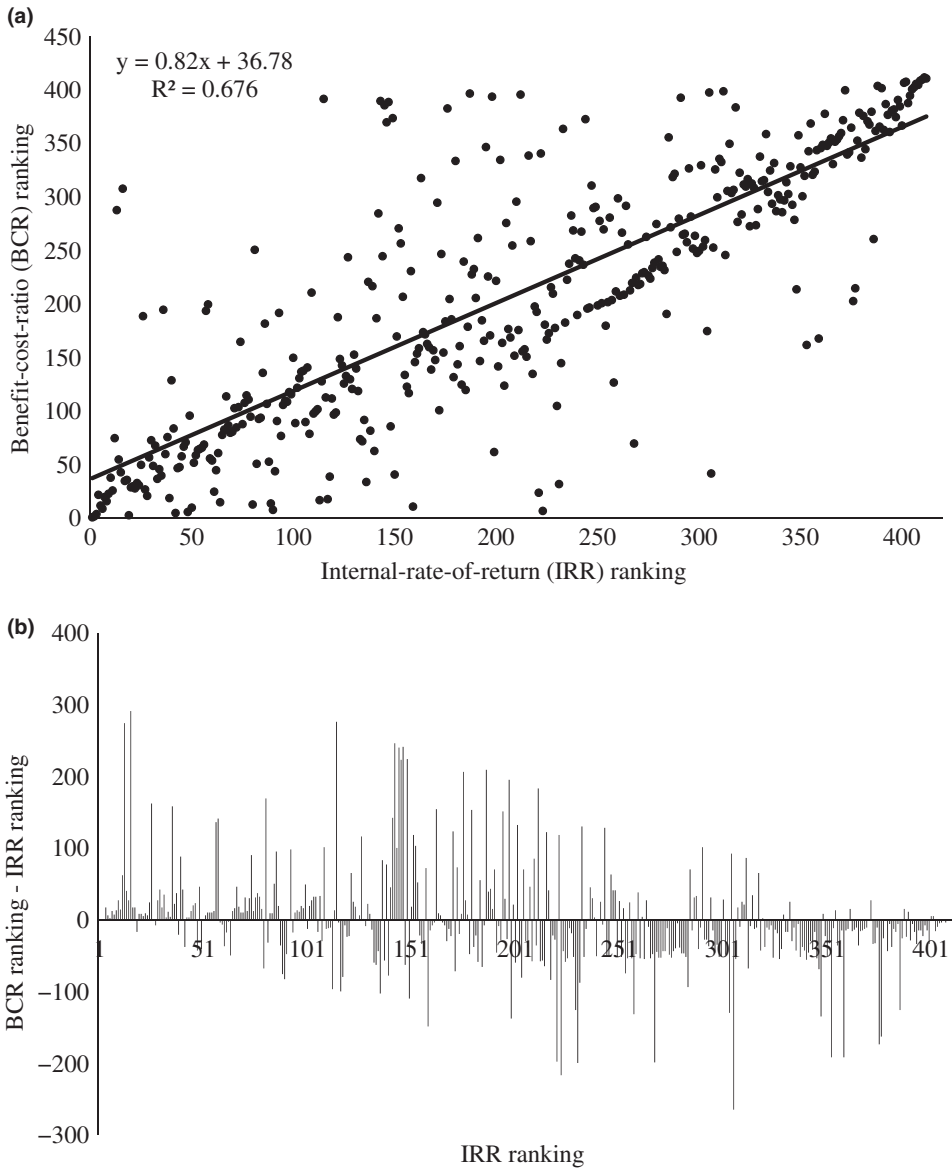 (a)
450
400
350
300
250
200
150
100
50
0
y = 0.82x + 36.78
R² = 0.676
Benefit-cost-ratio (BCR) ranking
0 50 100 150 200 250 300 350 400
Internal-rate-of-return (IRR) ranking
(b)
400
300
200
100
0
−100
−200
−300
BCR ranking - IRR ranking
1 51 101 151 201 251 301 351 401
IRR ranking